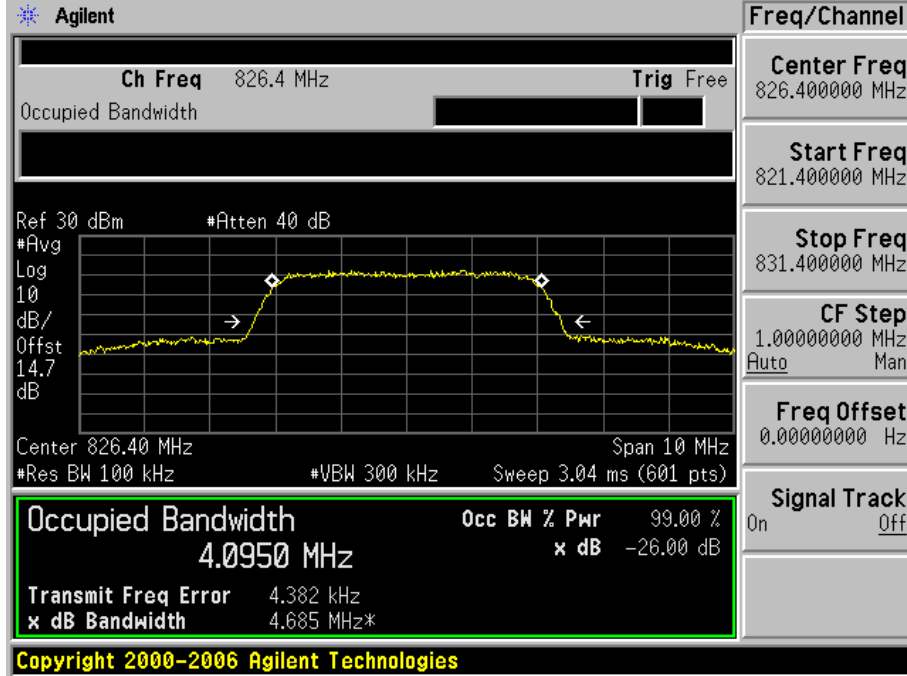 Agilent
Freq/Channel
Ch Freq 826.4 MHz Trig Free
Occupied Bandwidth
Center Freq
826.400000 MHz
Start Freq
821.400000 MHz
Stop Freq
831.400000 MHz
CF Step
1.00000000 MHz
Auto Man
Freq Offset
0.00000000 Hz
Signal Track
On Off
Ref 30 dBm #Atten 40 dB
#Avg
Log
10
dB/
Offst
14.7
dB
Center 826.40 MHz Span 10 MHz
#Res BW 100 kHz #VBW 300 kHz Sweep 3.04 ms (601 pts)
Occupied Bandwidth Occ BW % Pwr 99.00 %
4.0950 MHz x dB -26.00 dB
Transmit Freq Error 4.382 kHz
x dB Bandwidth 4.685 MHz*
Copyright 2000-2006 Agilent Technologies